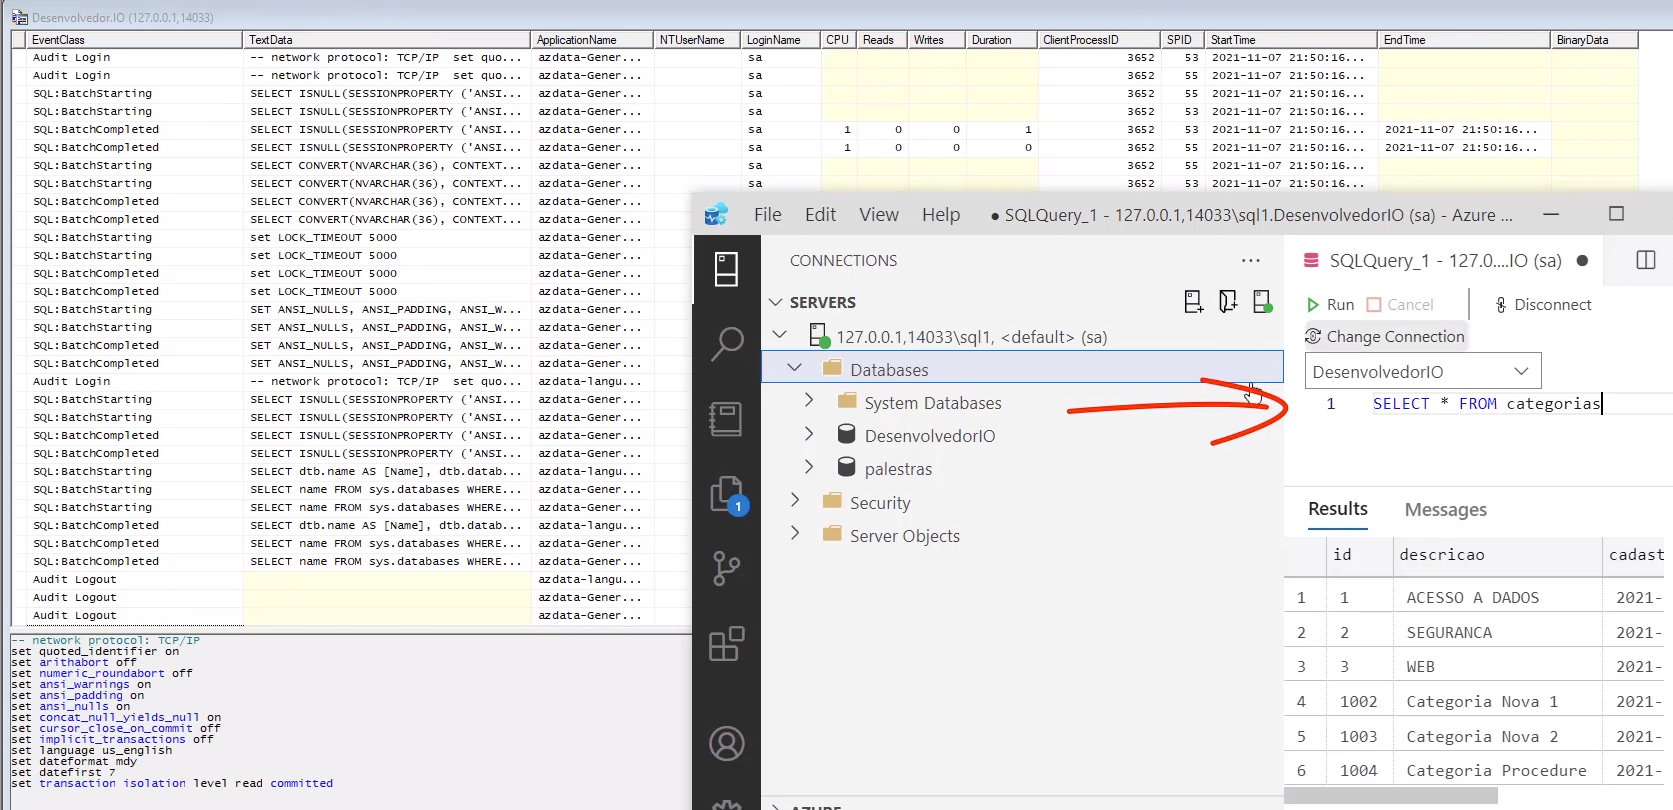 Desenvolvedor.IO (127.0.0.1,14033)
EventClass TextData ApplicationName NTUserName LoginName CPU Reads Writes Duration ClientProcessID SPID StartTime EndTime BinaryData
Audit Login -- network protocol: TCP/IP set quo... azdata-Gener... sa 3652 53 2021-11-07 21:50:16...
Audit Login -- network protocol: TCP/IP set quo... azdata-Gener... sa 3652 55 2021-11-07 21:50:16...
SQL:BatchStarting SELECT ISNULL(SESSIONPROPERTY ('ANSI... azdata-Gener... sa 3652 55 2021-11-07 21:50:16...
SQL:BatchStarting SELECT ISNULL(SESSIONPROPERTY ('ANSI... azdata-Gener... sa 3652 53 2021-11-07 21:50:16...
SQL:BatchCompleted SELECT ISNULL(SESSIONPROPERTY ('ANSI... azdata-Gener... sa 1 0 0 1 3652 53 2021-11-07 21:50:16... 2021-11-07 21:50:16...
SQL:BatchCompleted SELECT ISNULL(SESSIONPROPERTY ('ANSI... azdata-Gener... sa 1 0 0 0 3652 55 2021-11-07 21:50:16... 2021-11-07 21:50:16...
SQL:BatchStarting SELECT CONVERT(NVARCHAR(36), CONTEXT... azdata-Gener... sa 3652 55 2021-11-07 21:50:16...
SQL:BatchStarting SELECT CONVERT(NVARCHAR(36), CONTEXT... azdata-Gener... sa 3652 53 2021-11-07 21:50:16...
SQL:BatchCompleted SELECT CONVERT(NVARCHAR(36), CONTEXT... azdata-Gener...
SQL:BatchCompleted SELECT CONVERT(NVARCHAR(36), CONTEXT... azdata-Gener...
SQL:BatchStarting set LOCK_TIMEOUT 5000 azdata-Gener...
SQL:BatchStarting set LOCK_TIMEOUT 5000 azdata-Gener...
SQL:BatchCompleted set LOCK_TIMEOUT 5000 azdata-Gener...
SQL:BatchCompleted set LOCK_TIMEOUT 5000 azdata-Gener...
SQL:BatchStarting SET ANSI_NULLS, ANSI_PADDING, ANSI_W... azdata-Gener...
SQL:BatchStarting SET ANSI_NULLS, ANSI_PADDING, ANSI_W... azdata-Gener...
SQL:BatchCompleted SET ANSI_NULLS, ANSI_PADDING, ANSI_W... azdata-Gener...
SQL:BatchCompleted SET ANSI_NULLS, ANSI_PADDING, ANSI_W... azdata-Gener...
Audit Login -- network protocol: TCP/IP set quo... azdata-langu...
SQL:BatchStarting SELECT ISNULL(SESSIONPROPERTY ('ANSI... azdata-Gener...
SQL:BatchStarting SELECT ISNULL(SESSIONPROPERTY ('ANSI... azdata-Gener...
SQL:BatchCompleted SELECT ISNULL(SESSIONPROPERTY ('ANSI... azdata-Gener...
SQL:BatchCompleted SELECT ISNULL(SESSIONPROPERTY ('ANSI... azdata-Gener...
SQL:BatchStarting SELECT dtb.name AS [Name], dtb.datab... azdata-langu...
SQL:BatchStarting SELECT name FROM sys.databases WHERE... azdata-Gener...
SQL:BatchStarting SELECT name FROM sys.databases WHERE... azdata-Gener...
SQL:BatchCompleted SELECT dtb.name AS [Name], dtb.datab... azdata-langu...
SQL:BatchCompleted SELECT name FROM sys.databases WHERE... azdata-Gener...
SQL:BatchCompleted SELECT name FROM sys.databases WHERE... azdata-Gener...
Audit Logout azdata-langu...
Audit Logout azdata-Gener...
Audit Logout azdata-Gener...
-- network protocol: TCP/IP
set quoted_identifier on
set arithabort off
set numeric_roundabort off
set ansi_warnings on
set ansi_padding on
set ansi_nulls on
set concat_null_yields_null on
set cursor_close_on_commit off
set implicit_transactions off
set language us_english
set dateformat mdy
set datefirst 7
set transaction isolation level read committed
File Edit View Help ● SQLQuery_1 - 127.0.0.1,14033\sql1.DesenvolvedorIO (sa) - Azure ...
CONNECTIONS ...
SERVERS
127.0.0.1,14033\sql1, <default> (sa)
Databases
System Databases
DesenvolvedorIO
palestras
Security
Server Objects
AZURE
1
SQLQuery_1 - 127.0....IO (sa) ●
Run Cancel Disconnect
Change Connection
DesenvolvedorIO
1 SELECT * FROM categorias
Results Messages
id descricao cadast
1 1 ACESSO A DADOS 2021-
2 2 SEGURANCA 2021-
3 3 WEB 2021-
4 1002 Categoria Nova 1 2021-
5 1003 Categoria Nova 2 2021-
6 1004 Categoria Procedure 2021-